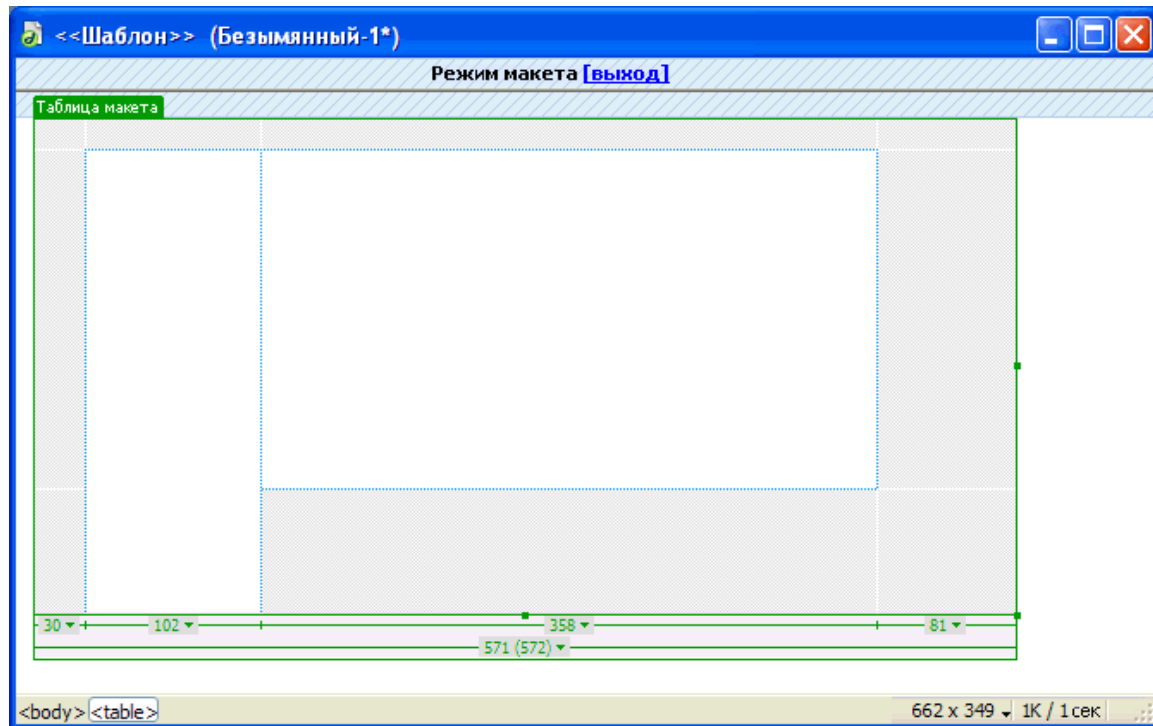 <<Шаблон>> (Безымянный-1*)
Режим макета [выход]
Таблица макета
30 102 358 81
571 (572)
<body> <table> 662 x 349 1K / 1 сек